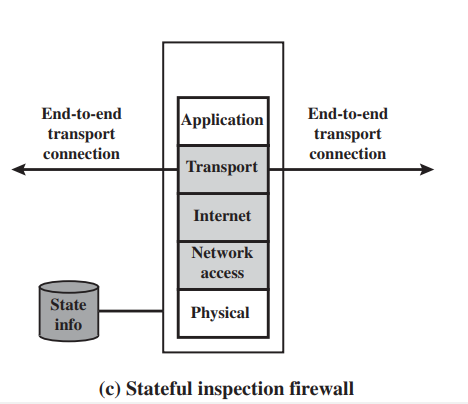 End-to-end
transport
connection
Application
Transport
Internet
Network
access
Physical
End-to-end
transport
connection
State
info
(c) Stateful inspection firewall